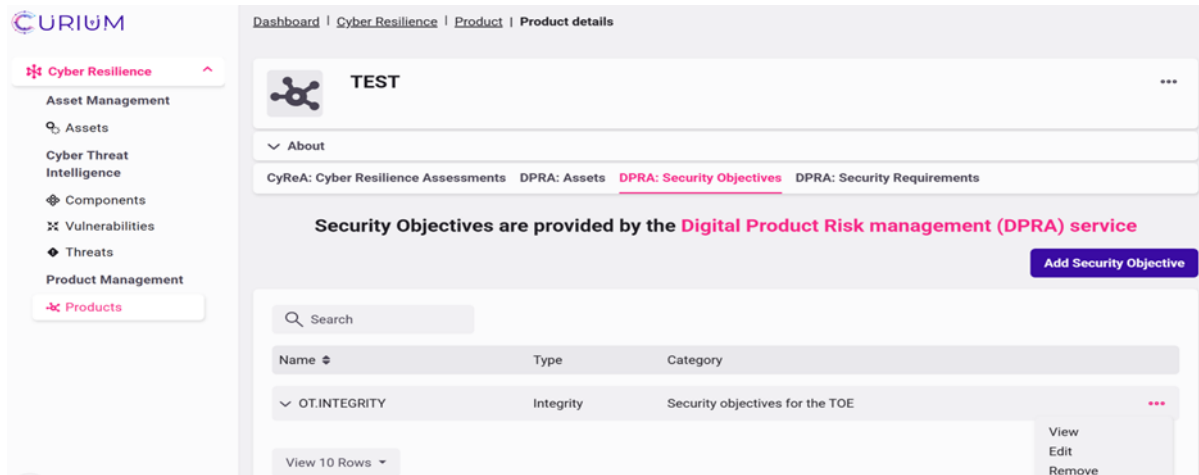 CURIUM
Dashboard | Cyber Resilience | Product | Product details
Cyber Resilience
Asset Management
Assets
Cyber Threat
Intelligence
Components
Vulnerabilities
Threats
Product Management
Products
TEST
About
CyReA: Cyber Resilience Assessments DPRA: Assets DPRA: Security Objectives DPRA: Security Requirements
Security Objectives are provided by the Digital Product Risk management (DPRA) service
Add Security Objective
Search
Name Type Category
OT.INTEGRITY Integrity Security objectives for the TOE
View
Edit
Remove
View 10 Rows